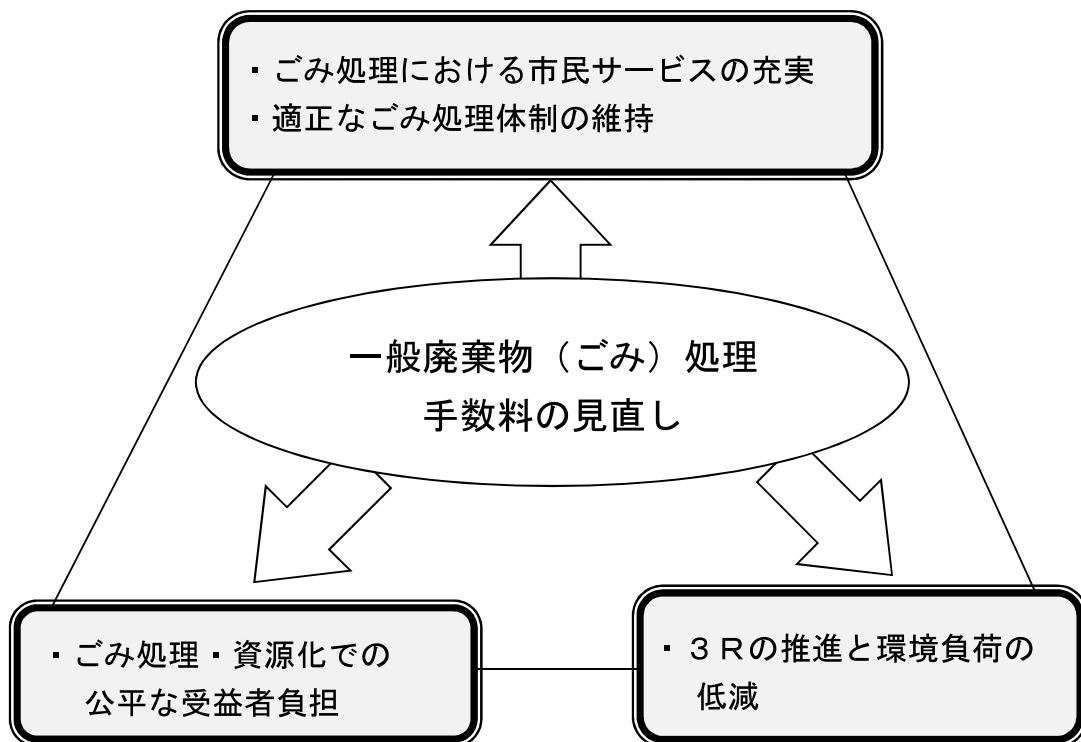 ・ごみ処理における市民サービスの充実
・適正なごみ処理体制の維持
一般廃棄物（ごみ）処理
手数料の見直し
・ごみ処理・資源化での
公平な受益者負担
・３Ｒの推進と環境負荷の
低減